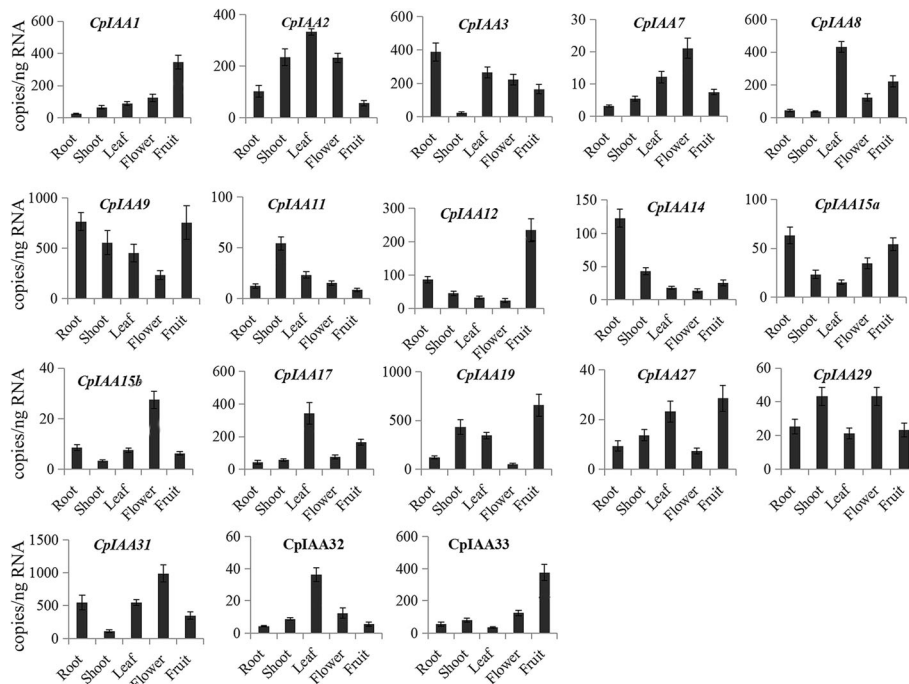 copies/ng RNA
CpIAA1
600
400
200
0
Root
Shoot
Leaf
Flower
Fruit
CpIAA2
400
200
0
Root
Shoot
Leaf
Flower
Fruit
CpIAA3
600
400
200
0
Root
Shoot
Leaf
Flower
Fruit
CpIAA7
30
20
10
0
Root
Shoot
Leaf
Flower
Fruit
CpIAA8
600
400
200
0
Root
Shoot
Leaf
Flower
Fruit
copies/ng RNA
CpIAA9
1000
500
0
Root
Shoot
Leaf
Flower
Fruit
CpIAA11
100
50
0
Root
Shoot
Leaf
Flower
Fruit
CpIAA12
300
200
100
0
Root
Shoot
Leaf
Flower
Fruit
CpIAA14
150
100
50
0
Root
Shoot
Leaf
Flower
Fruit
CpIAA15a
100
50
0
Root
Shoot
Leaf
Flower
Fruit
copies/ng RNA
CpIAA15b
40
20
0
Root
Shoot
Leaf
Flower
Fruit
CpIAA17
600
400
200
0
Root
Shoot
Leaf
Flower
Fruit
CpIAA19
1000
500
0
Root
Shoot
Leaf
Flower
Fruit
CpIAA27
40
20
0
Root
Shoot
Leaf
Flower
Fruit
CpIAA29
60
40
20
0
Root
Shoot
Leaf
Flower
Fruit
copies/ng RNA
CpIAA31
1500
1000
500
0
Root
Shoot
Leaf
Flower
Fruit
CpIAA32
60
40
20
0
Root
Shoot
Leaf
Flower
Fruit
CpIAA33
600
400
200
0
Root
Shoot
Leaf
Flower
Fruit